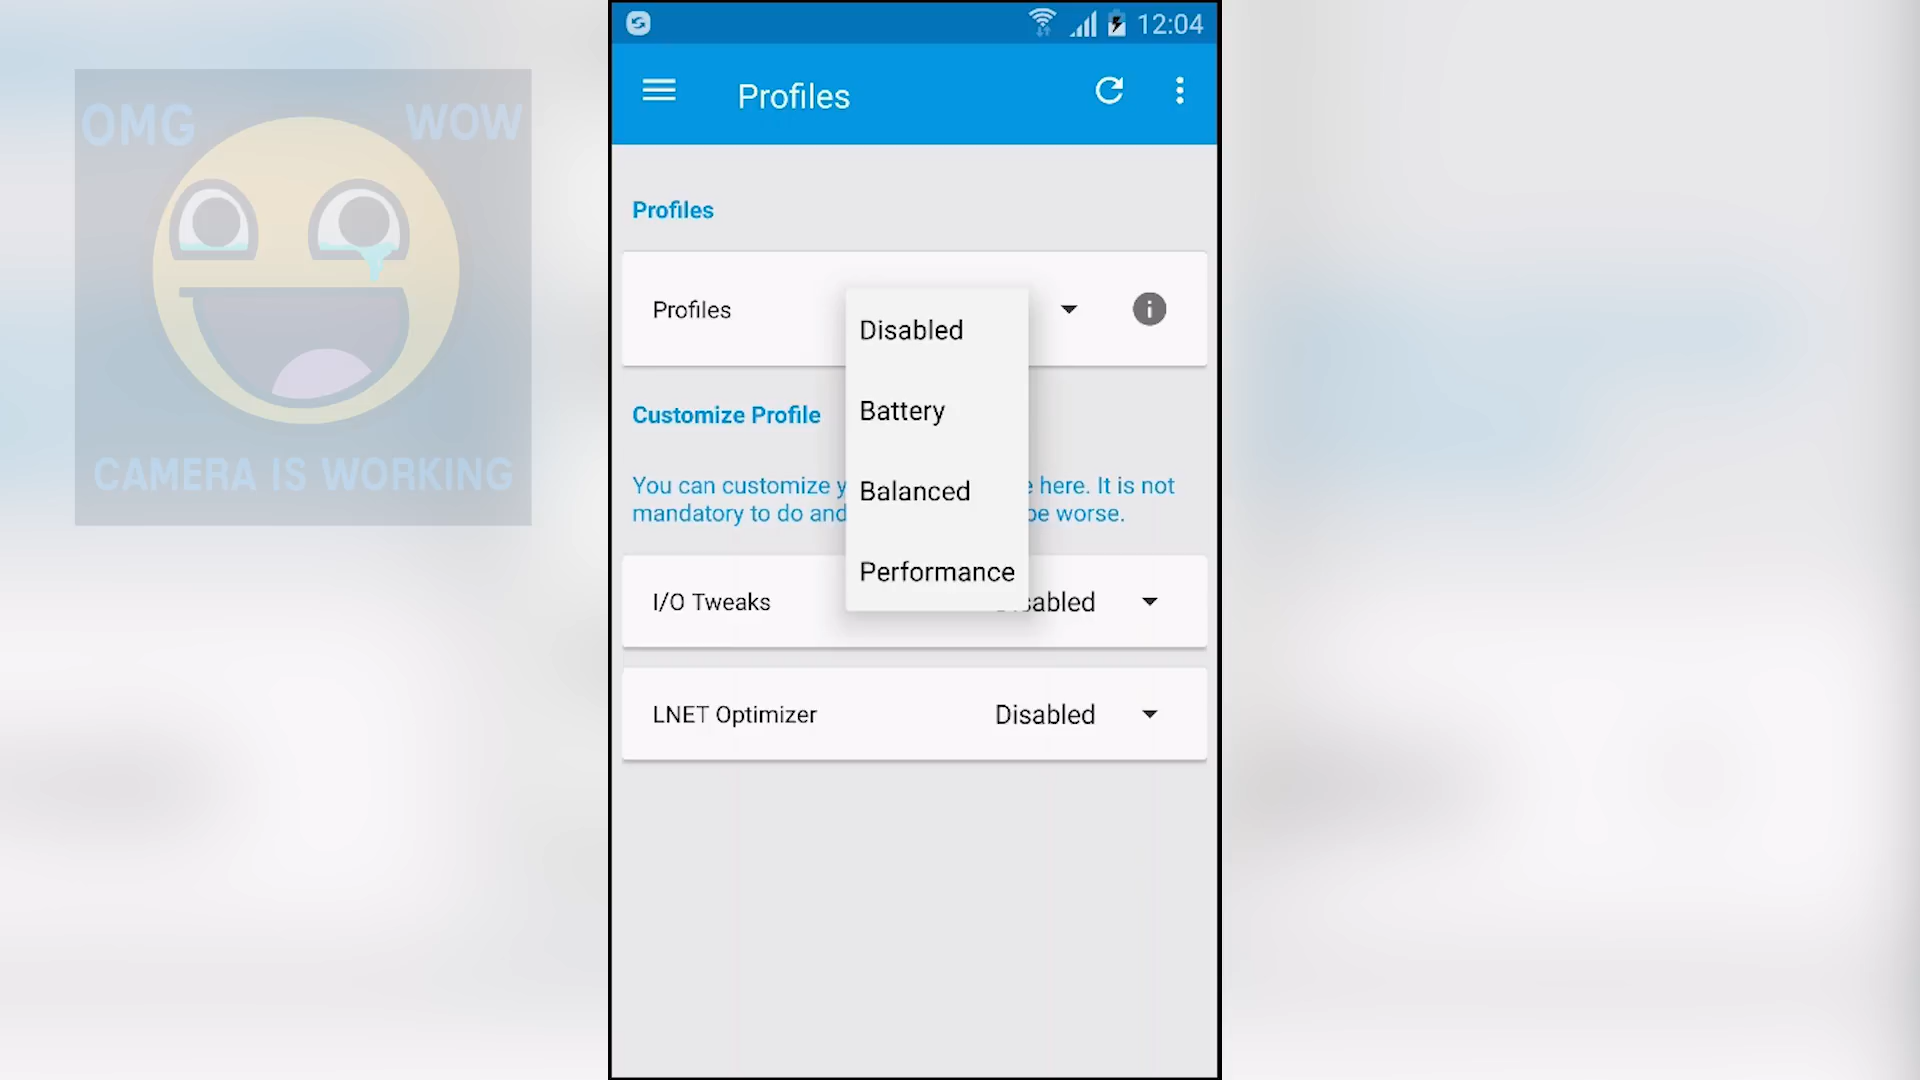 OMG WOW
CAMERA IS WORKING
12:04
Profiles
Profiles
Profiles
Disabled
Battery
Balanced
Performance
Customize Profile
You can customize y e here. It is not
mandatory to do and be worse.
I/O Tweaks sabled
LNET Optimizer Disabled